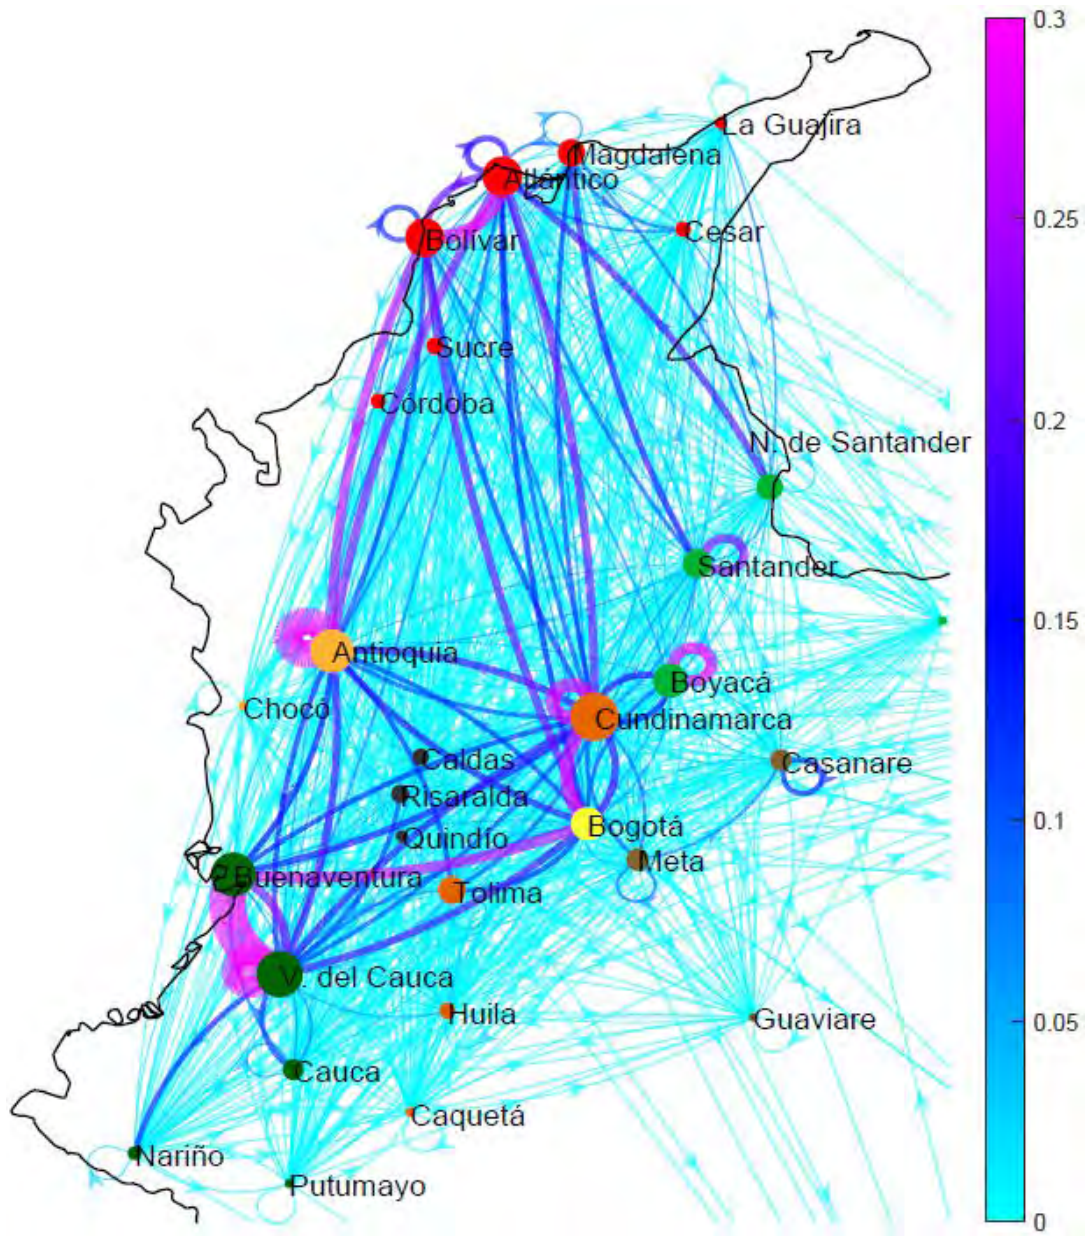 0.3
La Guajira
Magdalena
Atlántico
0.25
Cesar
Bolívar
Sucre
Córdoba
0.2
N. de Santander
Santander
0.15
Antioquia
Boyacá
Chocó
Cundinamarca
Caldas
Casanare
Risaralda
0.1
Quindío
Bogotá
Meta
Buenaventura
Tolima
V. del Cauca
Huila
Guaviare
0.05
Cauca
Caquetá
Nariño
Putumayo
0